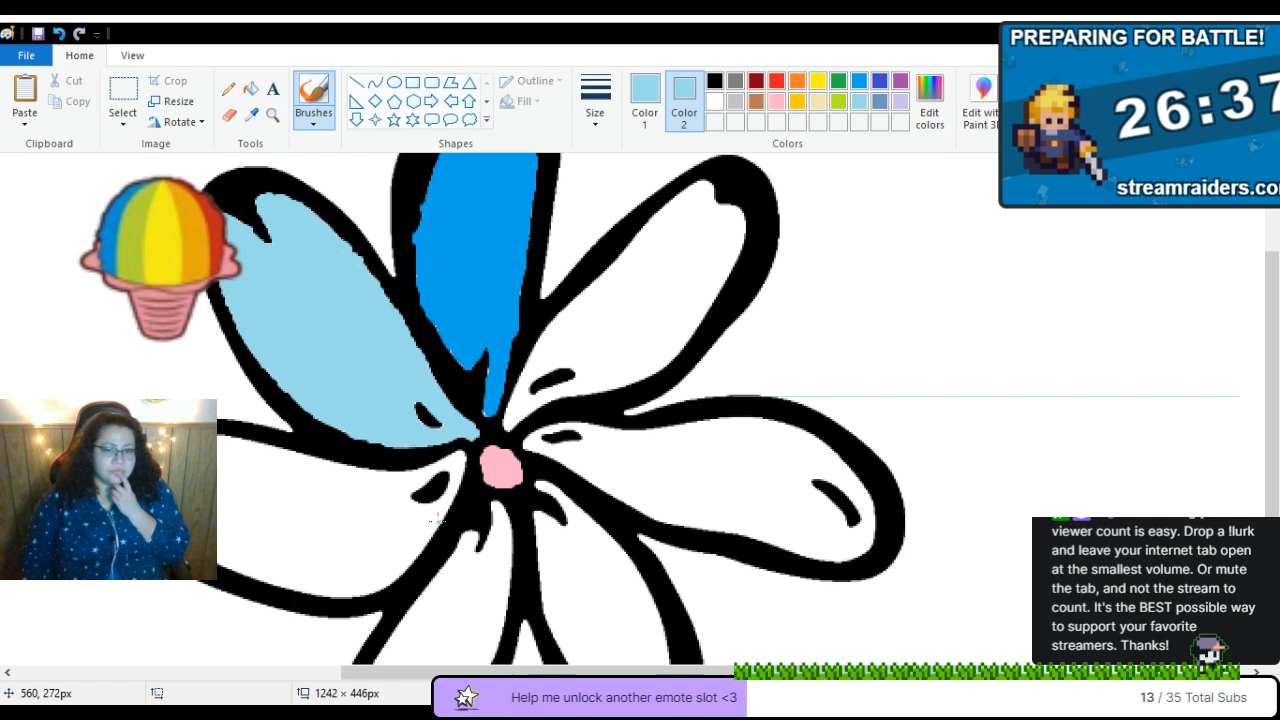 PREPARING FOR BATTLE!
26:37
streamraiders.co
File
Home
View
Paste
Cut
Copy
Clipboard
Select
Crop
Resize
Rotate
Image
Tools
Brushes
Shapes
Outline
Fill
Size
Color
1
Color
2
Edit
colors
Edit with
Paint 3D
Colors
viewer count is easy. Drop a !lurk
and leave your internet tab open
at the smallest volume. Or mute
the tab, and not the stream to
count. It's the BEST possible way
to support your favorite
streamers. Thanks!
560, 272px
1242 × 446px
Help me unlock another emote slot <3
13 / 35 Total Subs